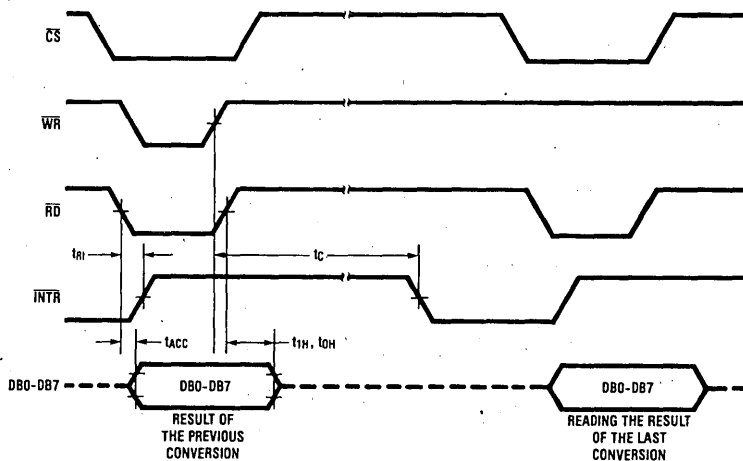 CS
WR
RD
tRI
tC
INTR
tACC
t1H, t0H
DB0-DB7
DB0-DB7
DB0-DB7
RESULT OF
THE PREVIOUS
CONVERSION
READING THE RESULT
OF THE LAST
CONVERSION